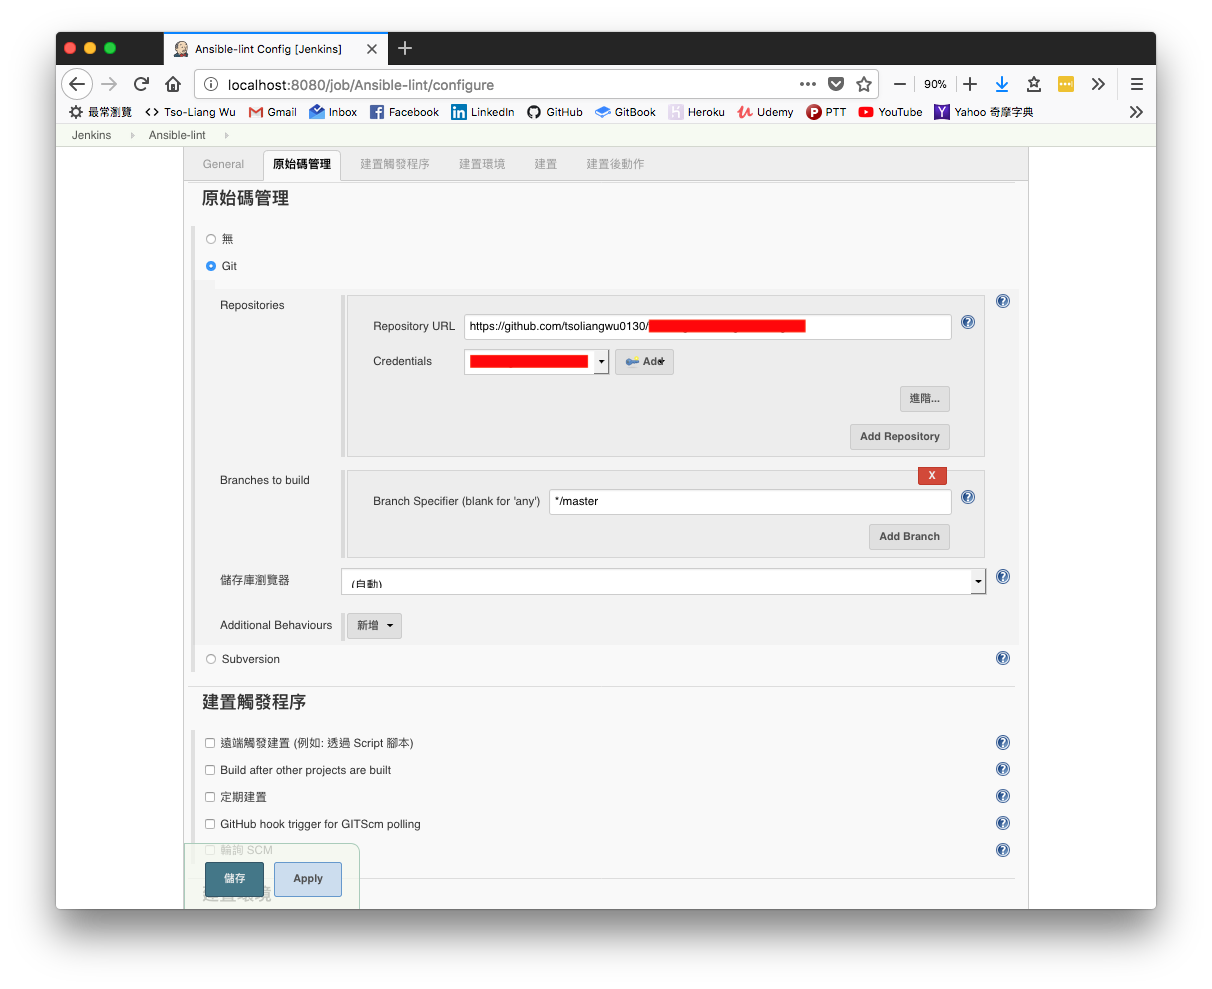 Ansible-lint Config [Jenkins]
localhost:8080/job/Ansible-lint/configure
90%
最常瀏覽 Tso-Liang Wu Gmail Inbox Facebook LinkedIn GitHub GitBook Heroku Udemy PTT YouTube Yahoo 奇摩字典
Jenkins Ansible-lint
General 原始碼管理 建置觸發程序 建置環境 建置 建置後動作
原始碼管理
無
Git
Repositories
Repository URL https://github.com/tsoliangwu0130/
Credentials Add
進階...
Add Repository
Branches to build
X
Branch Specifier (blank for 'any') */master
Add Branch
儲存庫瀏覽器 (自動)
Additional Behaviours 新增
Subversion
建置觸發程序
遠端觸發建置 (例如: 透過 Script 腳本)
Build after other projects are built
定期建置
GitHub hook trigger for GITScm polling
輪詢 SCM
儲存 Apply
建置環境